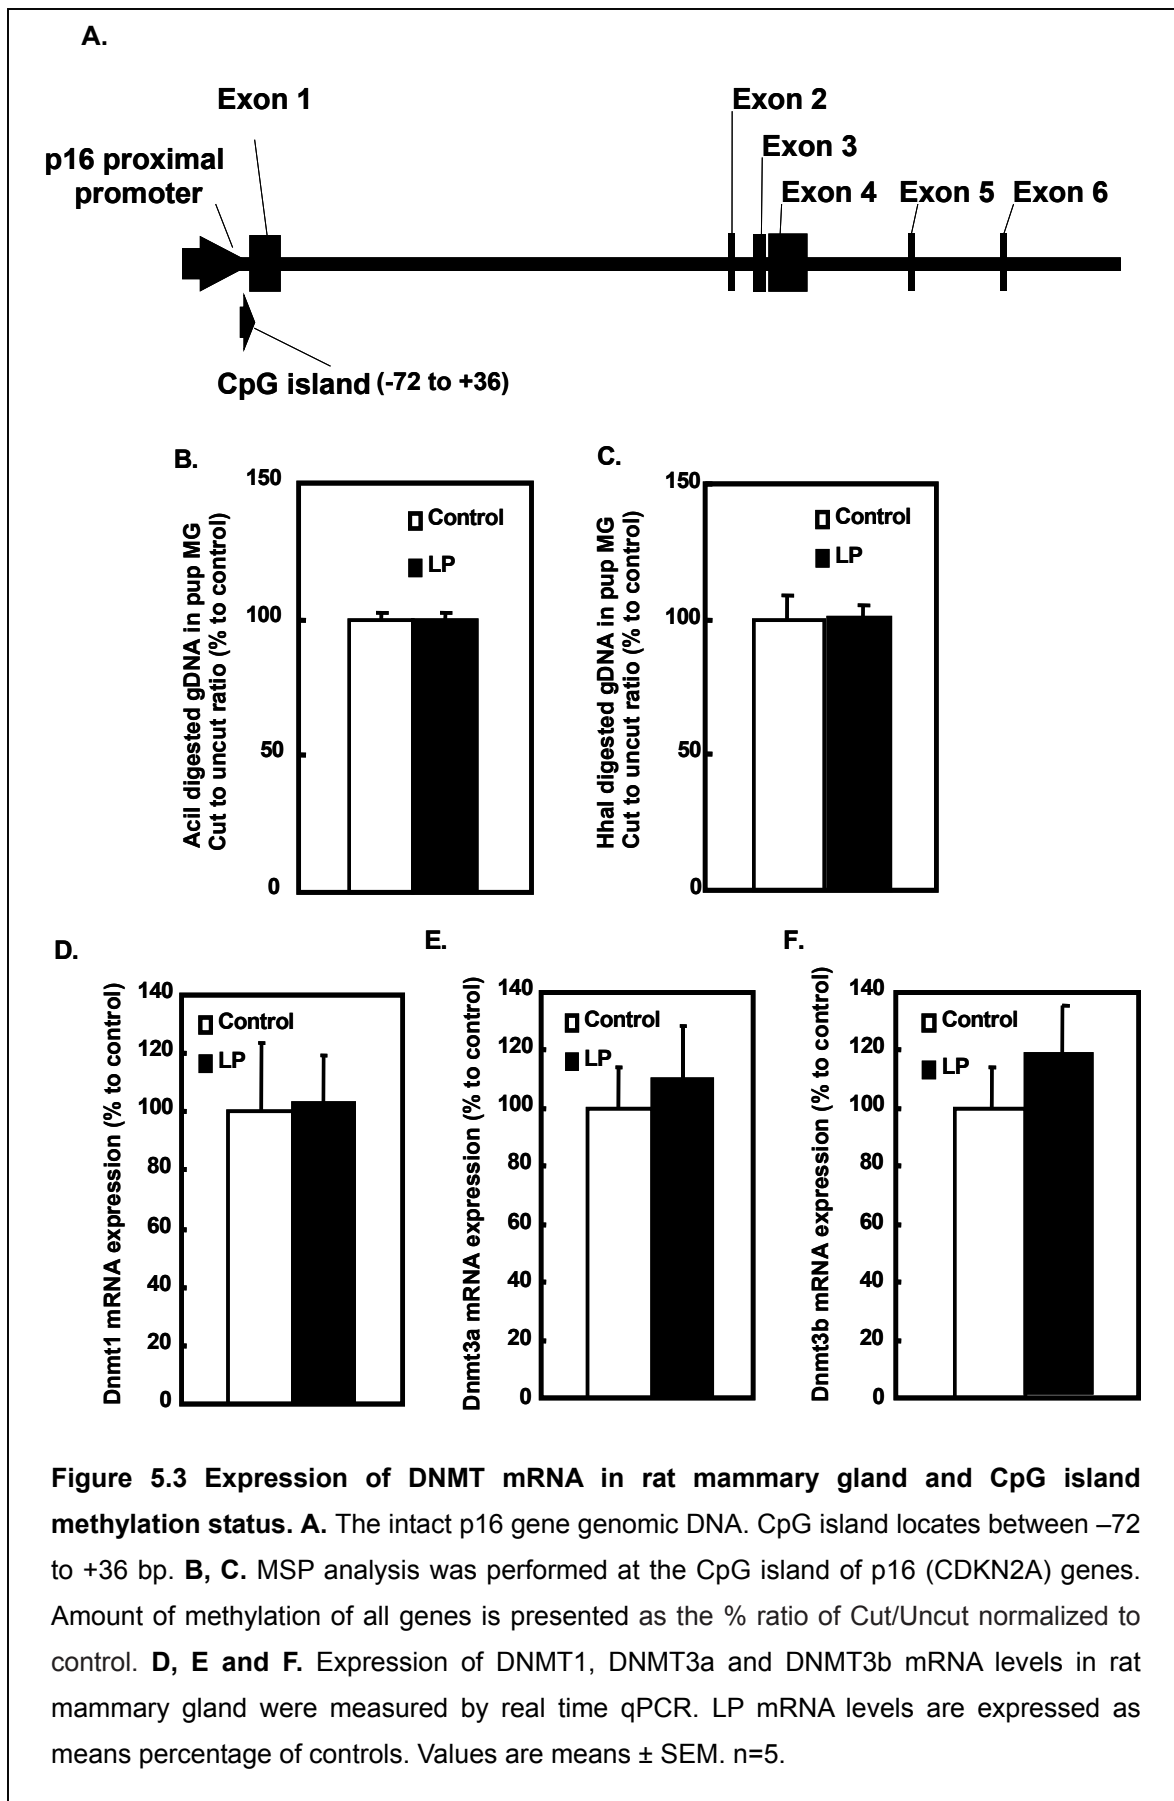 A.
Exon 1
Exon 2
Exon 3
p16 proximal
promoter
Exon 4
Exon 5
Exon 6
CpG island (-72 to +36)
B.
AciI digested gDNA in pup MG
Cut to uncut ratio (% to control)
150
100
50
0
Control
LP
C.
HhaI digested gDNA in pup MG
Cut to uncut ratio (% to control)
150
100
50
0
Control
LP
D.
Dnmt1 mRNA expression (% to control)
140
120
100
80
60
40
20
0
Control
LP
E.
Dnmt3a mRNA expression (% to control)
140
120
100
80
60
40
20
0
Control
LP
F.
Dnmt3b mRNA expression (% to control)
140
120
100
80
60
40
20
0
Control
LP
Figure 5.3 Expression of DNMT mRNA in rat mammary gland and CpG island
methylation status. A. The intact p16 gene genomic DNA. CpG island locates between –72
to +36 bp. B, C. MSP analysis was performed at the CpG island of p16 (CDKN2A) genes.
Amount of methylation of all genes is presented as the % ratio of Cut/Uncut normalized to
control. D, E and F. Expression of DNMT1, DNMT3a and DNMT3b mRNA levels in rat
mammary gland were measured by real time qPCR. LP mRNA levels are expressed as
means percentage of controls. Values are means ± SEM. n=5.